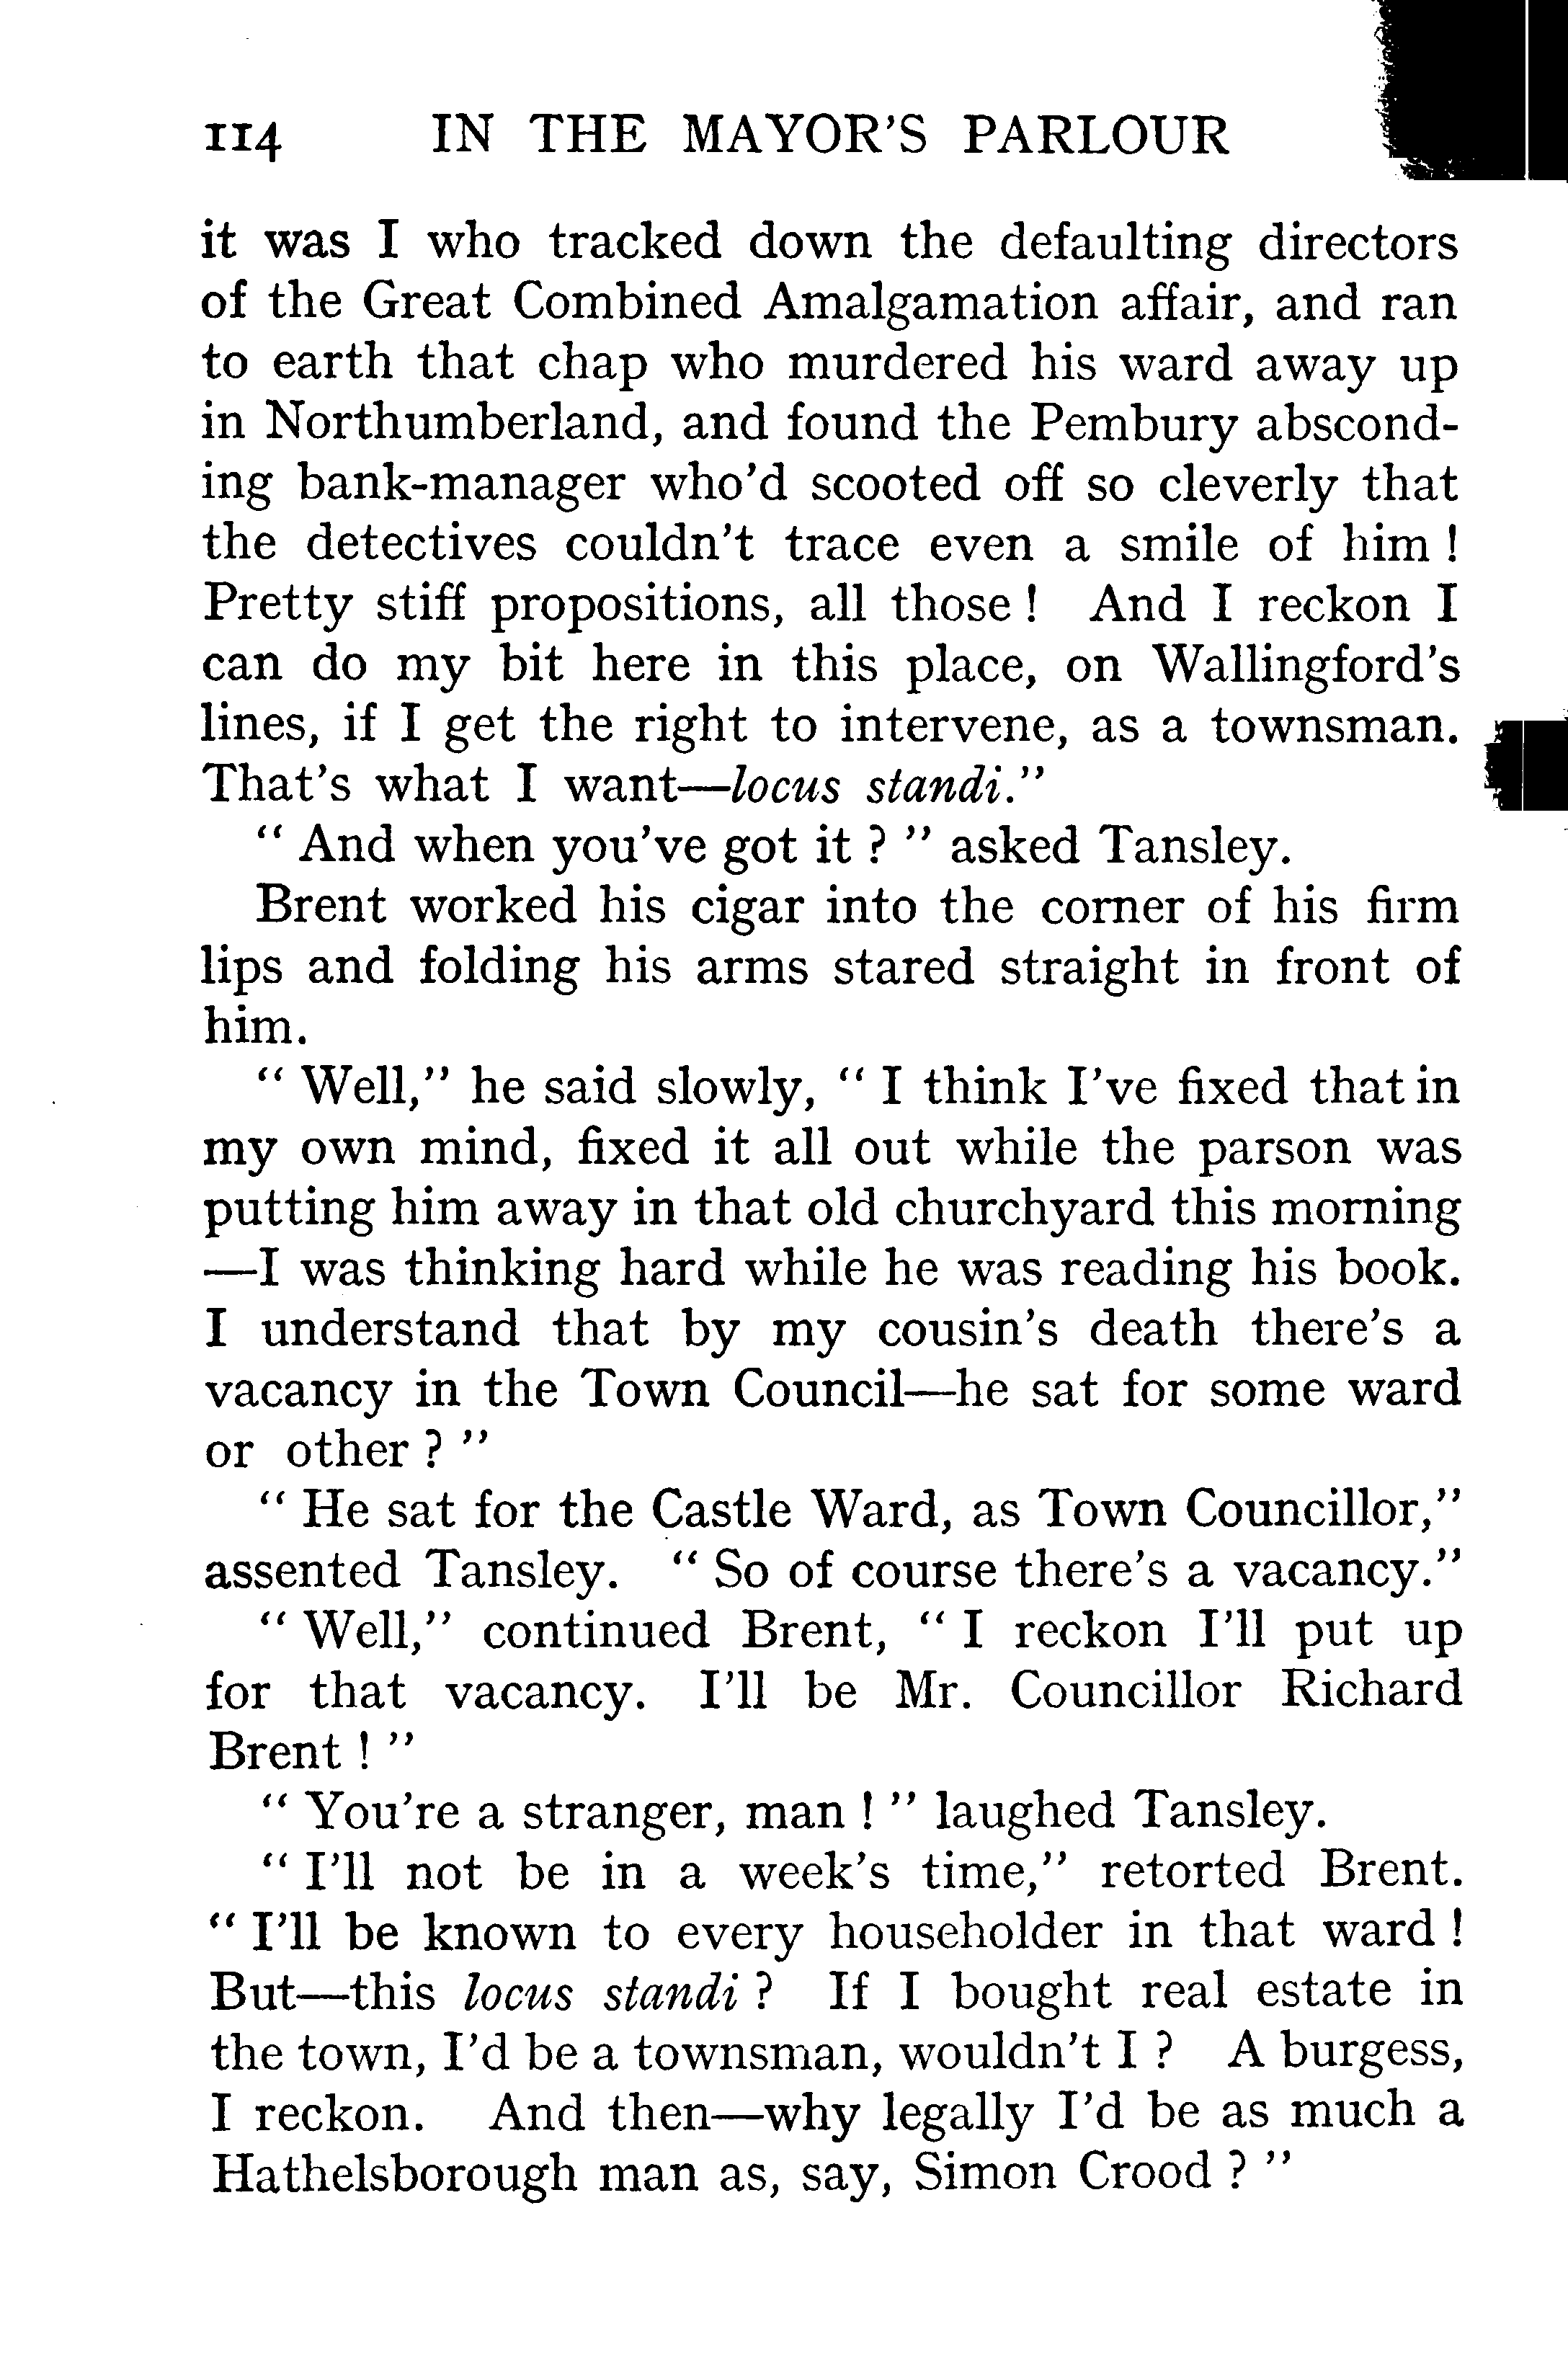 114 IN THE MAYOR'S PARLOUR
it was I who tracked down the defaulting directors
of the Great Combined Amalgamation affair, and ran
to earth that chap who murdered his ward away up
in Northumberland, and found the Pembury abscond-
ing bank-manager who'd scooted off so cleverly that
the detectives couldn't trace even a smile of him !
Pretty stiff propositions, all those ! And I reckon I
can do my bit here in this place, on Wallingford's
lines, if I get the right to intervene, as a townsman.
That's what I want—locus standi."
" And when you've got it ? " asked Tansley.
Brent worked his cigar into the corner of his firm
lips and folding his arms stared straight in front of
him.
" Well," he said slowly, " I think I've fixed that in
my own mind, fixed it all out while the parson was
putting him away in that old churchyard this morning
—I was thinking hard while he was reading his book.
I understand that by my cousin's death there's a
vacancy in the Town Council—he sat for some ward
or other ? "
" He sat for the Castle Ward, as Town Councillor,"
assented Tansley. " So of course there's a vacancy."
" Well," continued Brent, " I reckon I'll put up
for that vacancy. I'll be Mr. Councillor Richard
Brent ! "
" You're a stranger, man ! " laughed Tansley.
" I'll not be in a week's time," retorted Brent.
" I'll be known to every householder in that ward !
But—this locus standi ? If I bought real estate in
the town, I'd be a townsman, wouldn't I ? A burgess,
I reckon. And then—why legally I'd be as much a
Hathelsborough man as, say, Simon Crood ? "